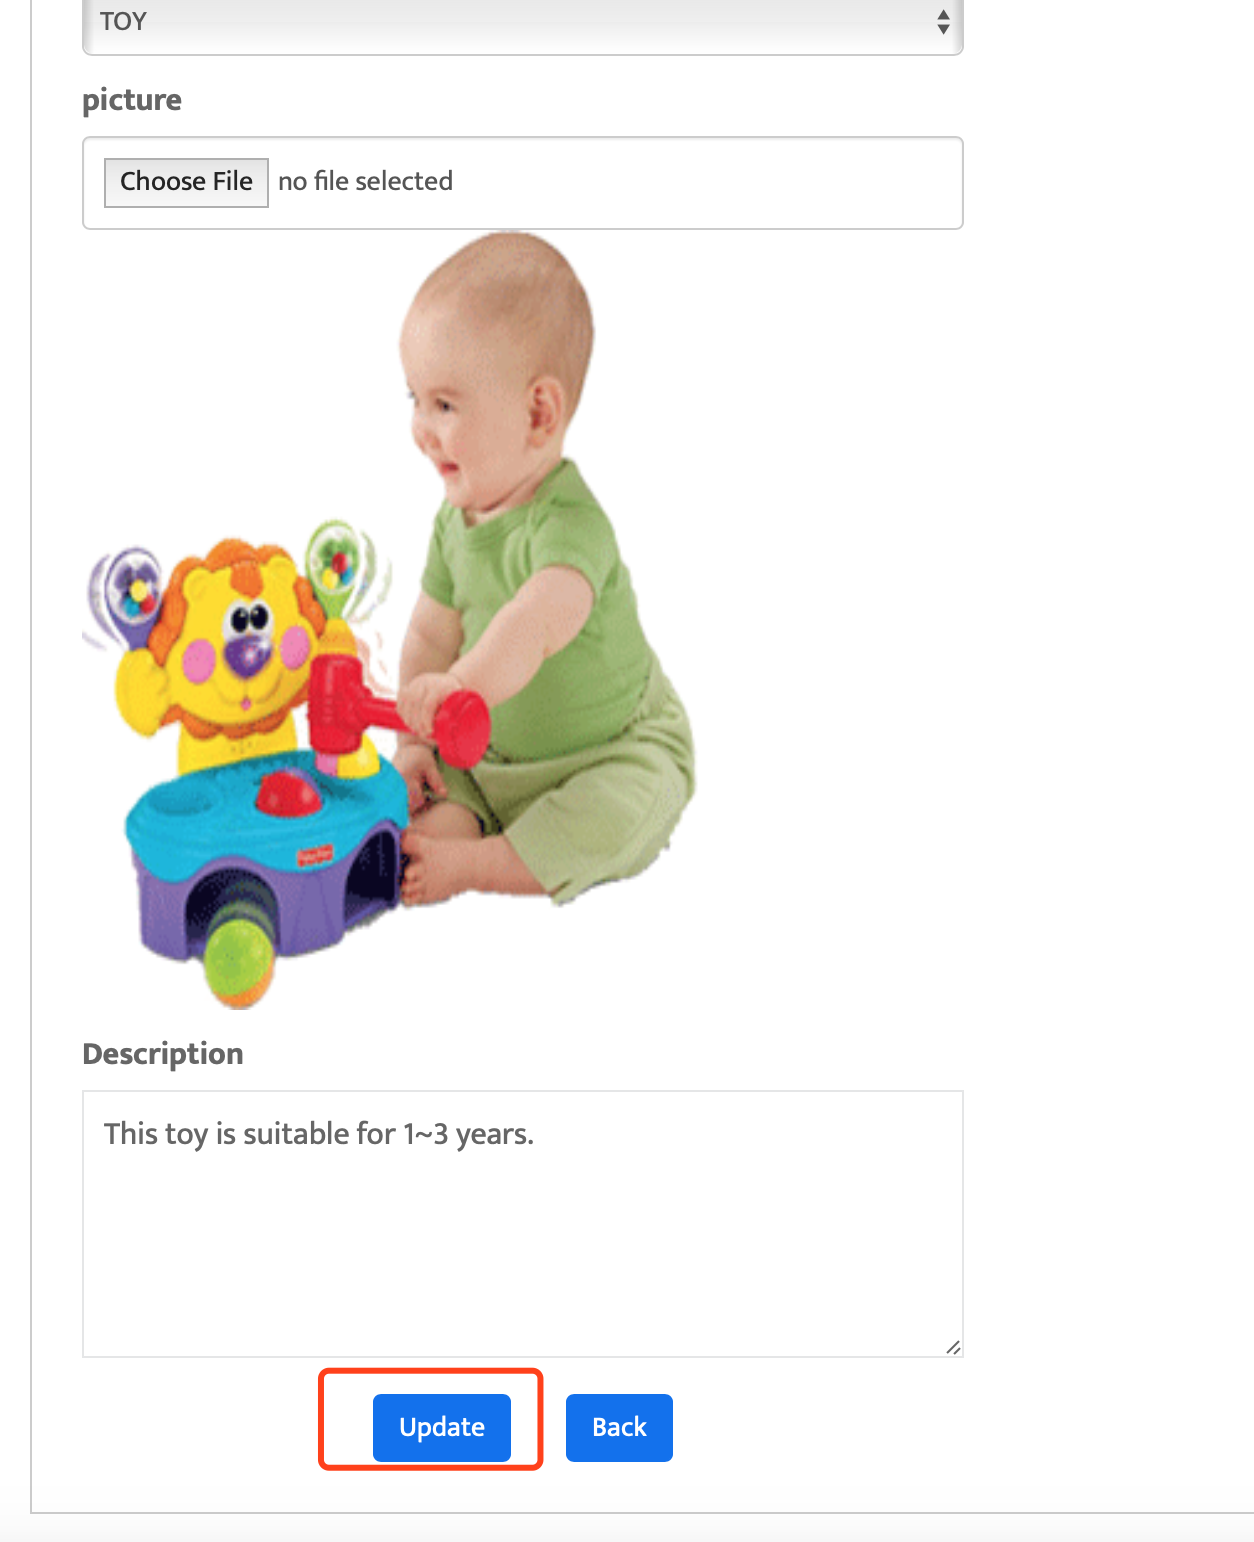 TOY
picture
Choose File no file selected
Description
This toy is suitable for 1~3 years.
Update Back